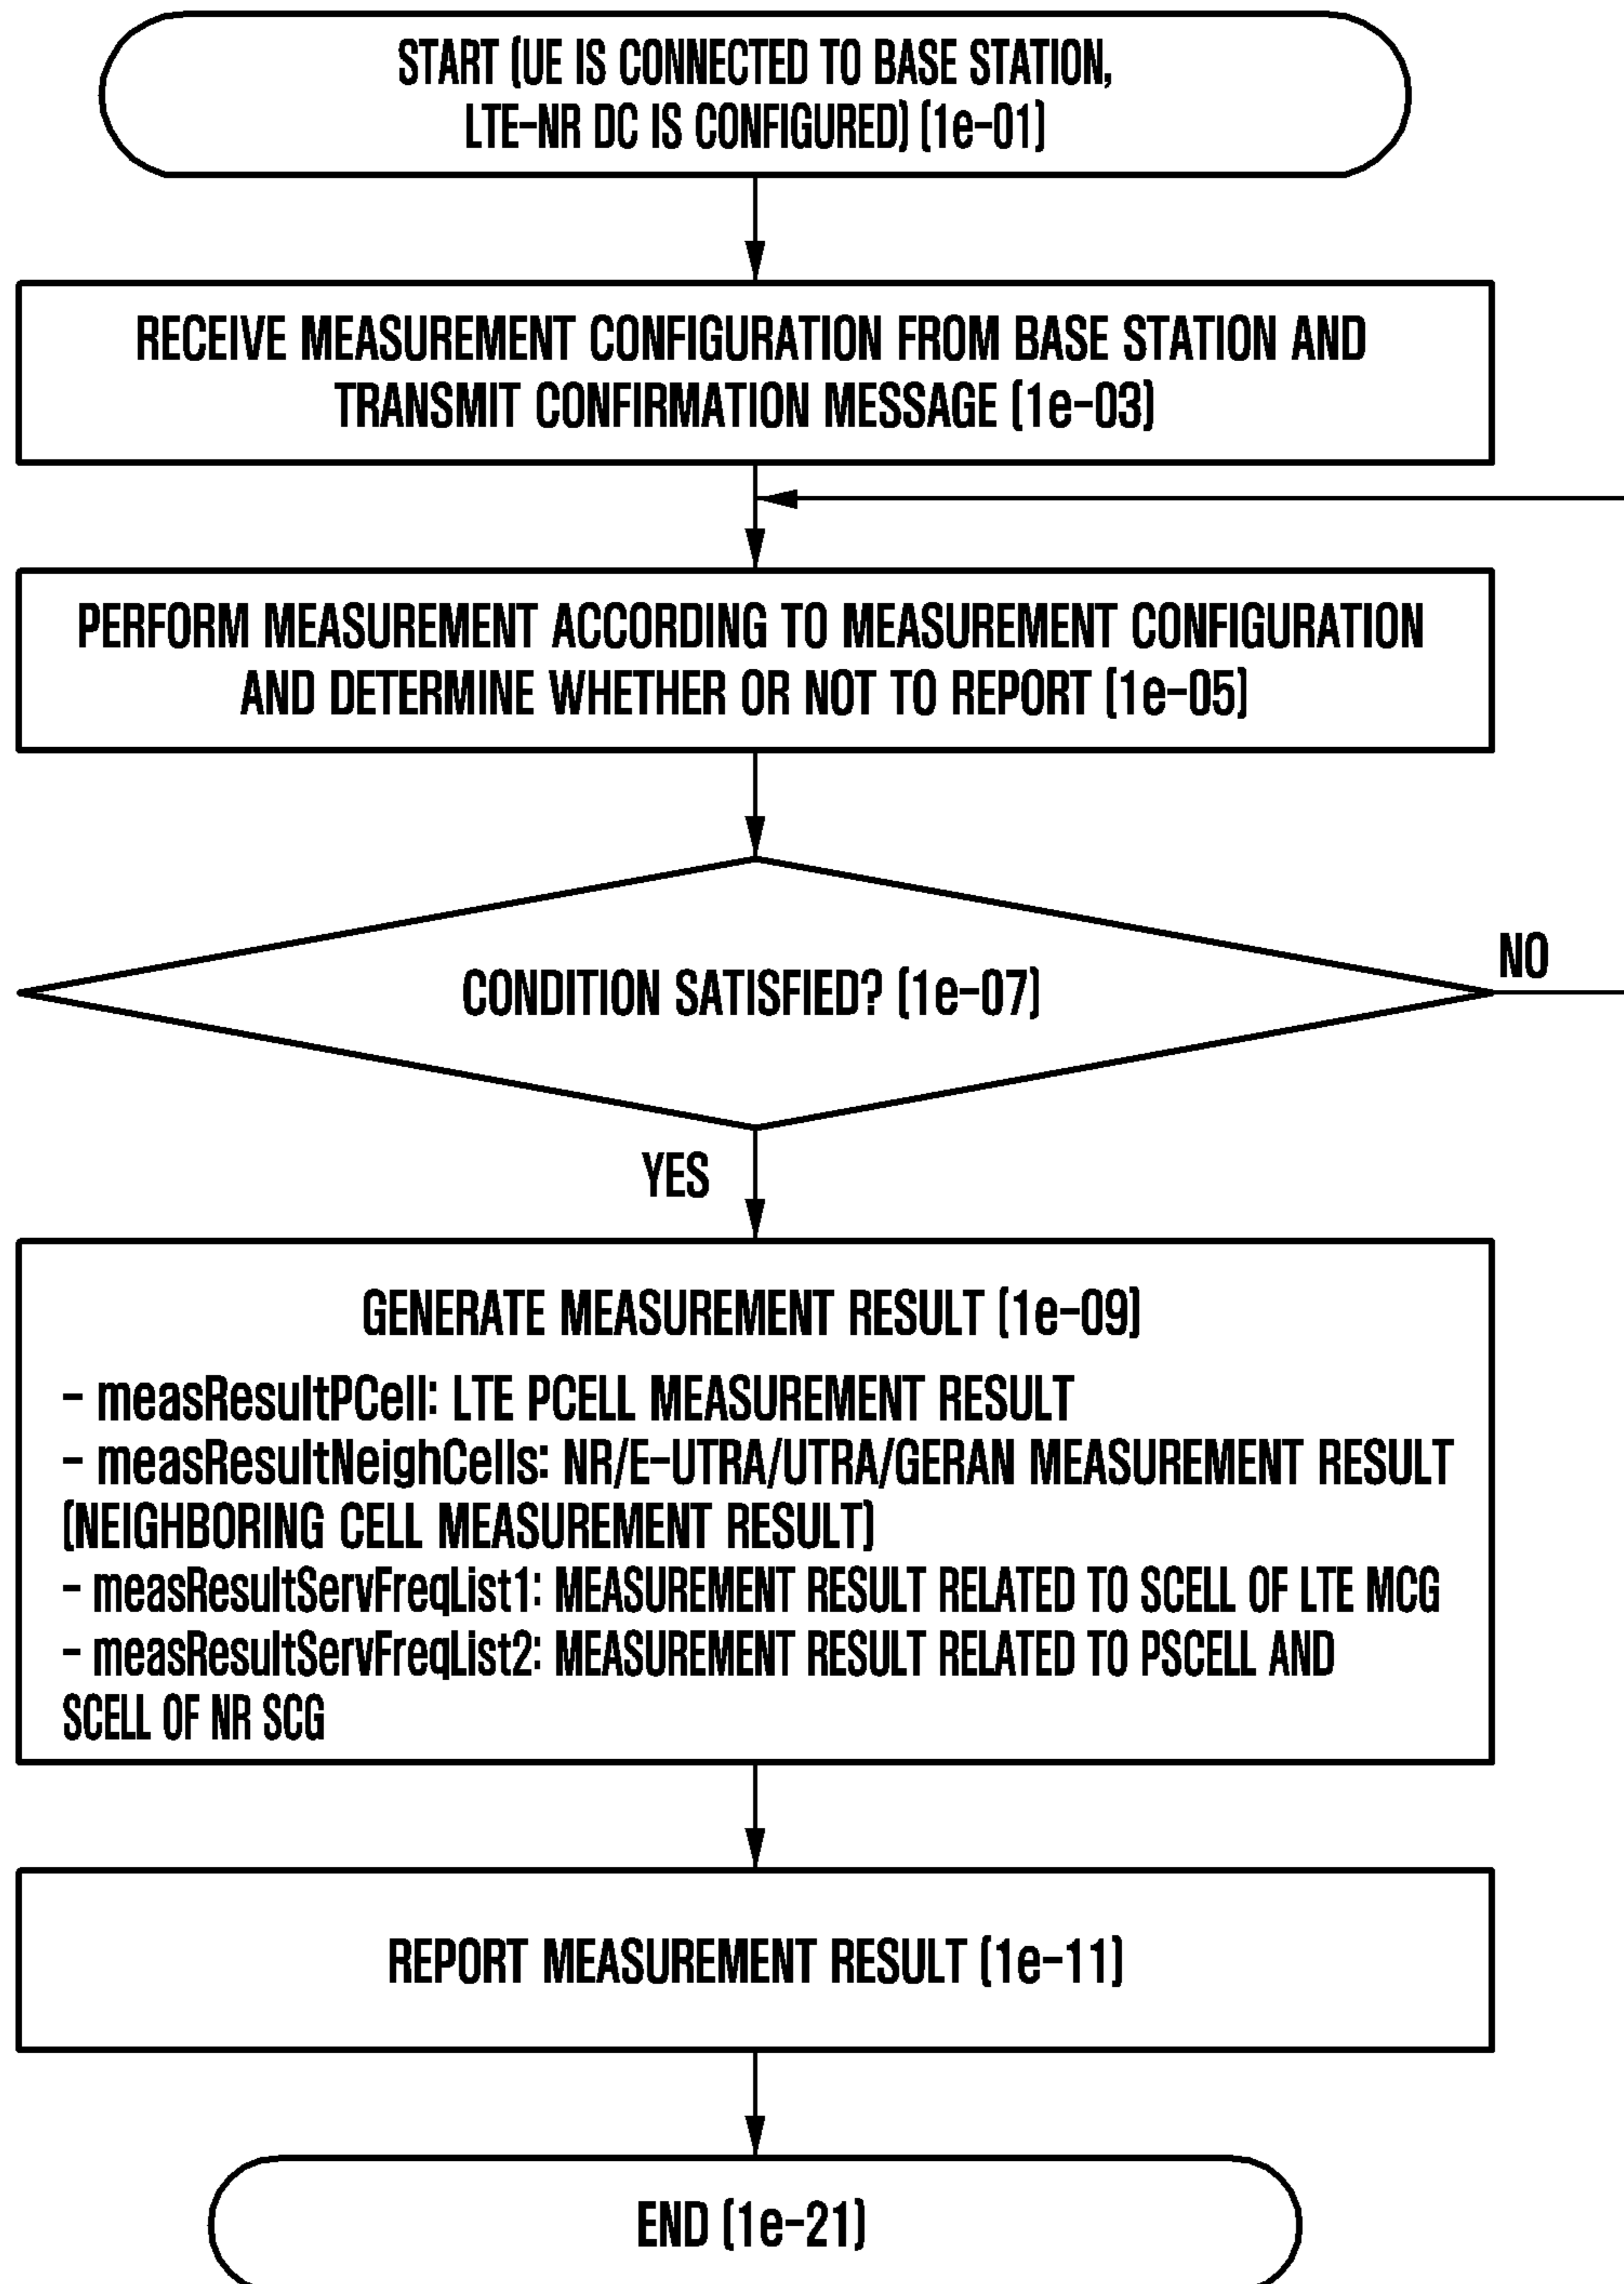 START (UE IS CONNECTED TO BASE STATION,
LTE-NR DC IS CONFIGURED) (1e-01)
RECEIVE MEASUREMENT CONFIGURATION FROM BASE STATION AND
TRANSMIT CONFIRMATION MESSAGE (1e-03)
PERFORM MEASUREMENT ACCORDING TO MEASUREMENT CONFIGURATION
AND DETERMINE WHETHER OR NOT TO REPORT (1e-05)
CONDITION SATISFIED? (1e-07)
NO
YES
GENERATE MEASUREMENT RESULT (1e-09)
- measResultPCell: LTE PCELL MEASUREMENT RESULT
- measResultNeighCells: NR/E-UTRA/UTRA/GERAN MEASUREMENT RESULT
(NEIGHBORING CELL MEASUREMENT RESULT)
- measResultServFreqList1: MEASUREMENT RESULT RELATED TO SCELL OF LTE MCG
- measResultServFreqList2: MEASUREMENT RESULT RELATED TO PSCELL AND
SCELL OF NR SCG
REPORT MEASUREMENT RESULT (1e-11)
END (1e-21)